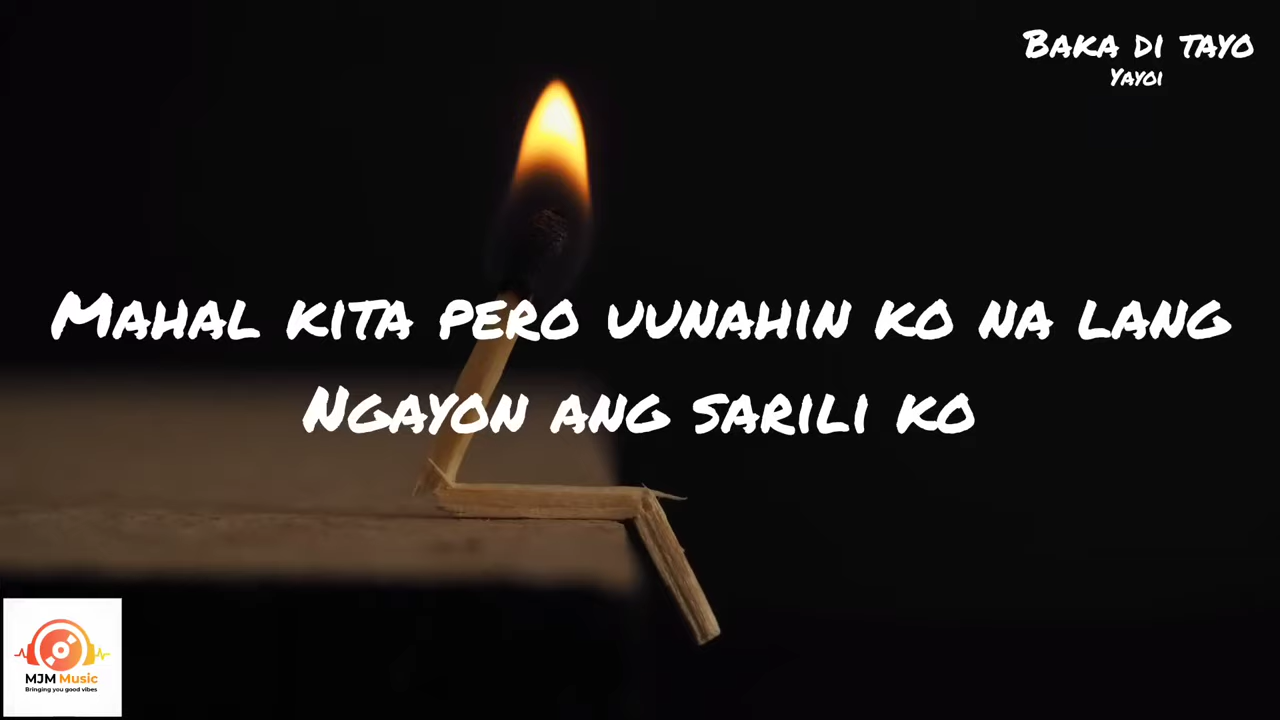 Baka di tayo
Yayoi
Mahal kita pero uunahin ko na lang
Ngayon ang sarili ko
MJM Music
Bringing you good vibes